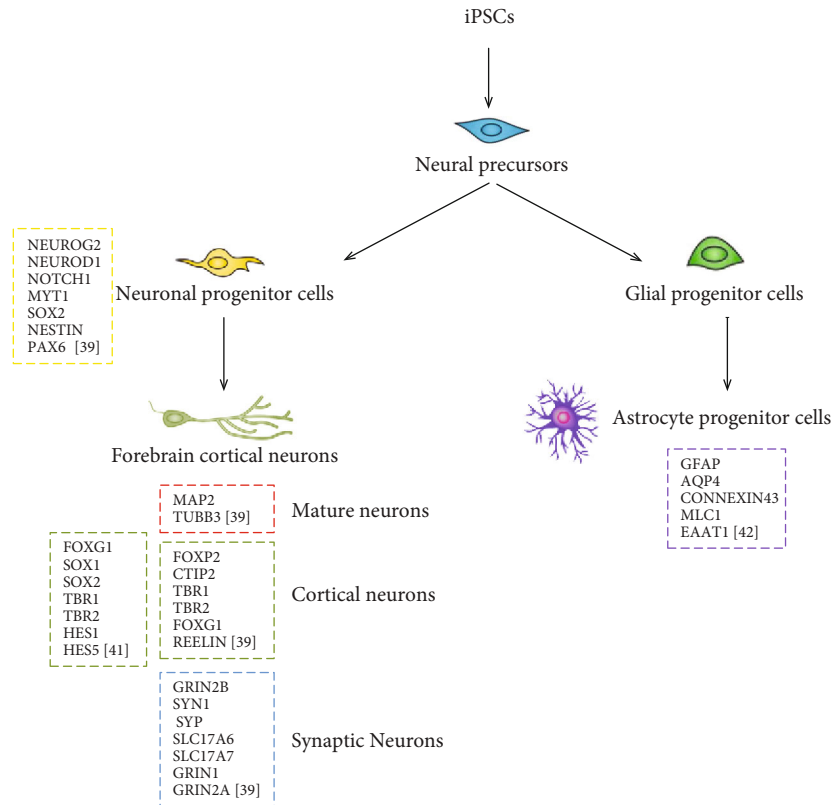 iPSCs
Neural precursors
NEUROG2
NEUROD1
NOTCH1
MYT1
SOX2
NESTIN
PAX6 [39]
Neuronal progenitor cells
Glial progenitor cells
Forebrain cortical neurons
Astrocyte progenitor cells
GFAP
AQP4
CONNEXIN43
MLC1
EAAT1 [42]
MAP2
TUBB3 [39]
Mature neurons
FOXG1
SOX1
SOX2
TBR1
TBR2
HES1
HES5 [41]
FOXP2
CTIP2
TBR1
TBR2
FOXG1
REELIN [39]
Cortical neurons
GRIN2B
SYN1
SYP
SLC17A6
SLC17A7
GRIN1
GRIN2A [39]
Synaptic Neurons